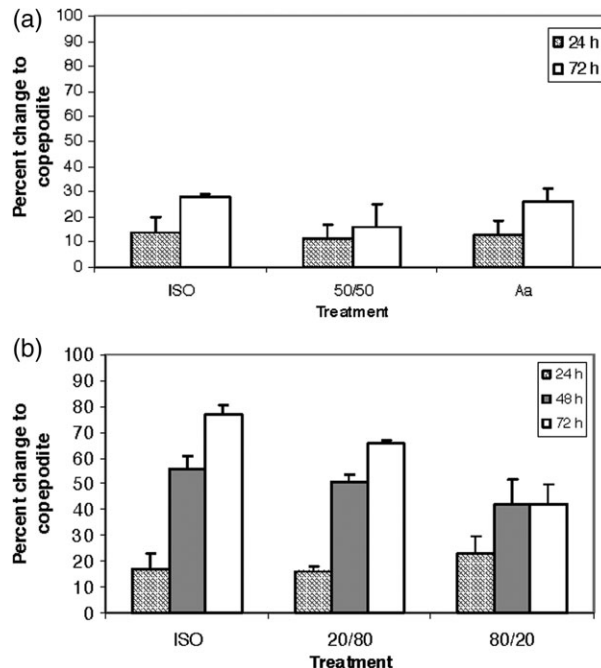 (a)
Percent change to
copepodite
100
90
80
70
60
50
40
30
20
10
0
24 h
72 h
ISO 50/50 Aa
Treatment
(b)
Percent change to
copepodite
100
90
80
70
60
50
40
30
20
10
0
24 h
48 h
72 h
ISO 20/80 80/20
Treatment